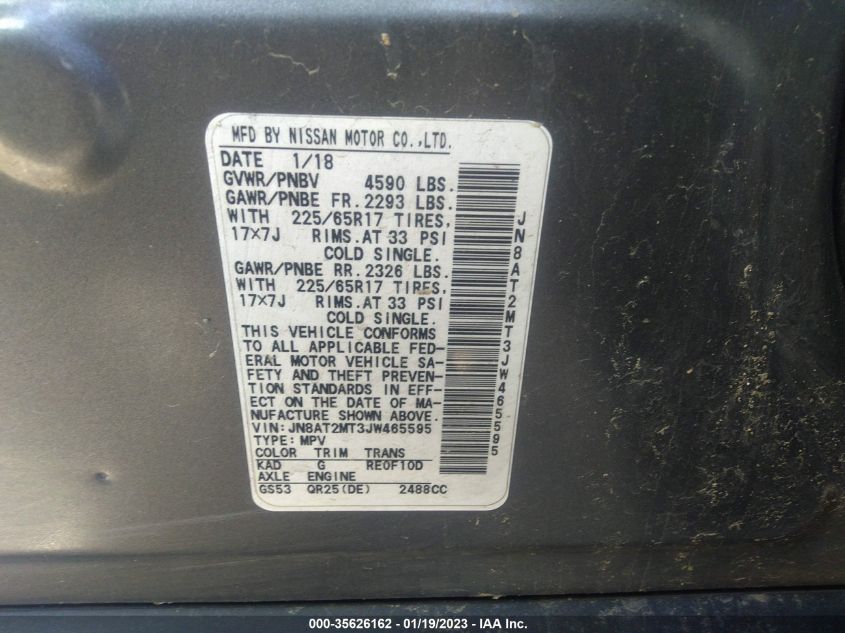 MFD BY NISSAN MOTOR CO.,LTD.
DATE 1/18
GVWR/PNBV 4590 LBS.
GAWR/PNBE FR. 2293 LBS.
WITH 225/65R17 TIRES,
17×7J RIMS.AT 33 PSI
COLD SINGLE.
GAWR/PNBE RR. 2326 LBS.
WITH 225/65R17 TIRES,
17×7J RIMS.AT 33 PSI
COLD SINGLE.
THIS VEHICLE CONFORMS
TO ALL APPLICABLE FED-
ERAL MOTOR VEHICLE SA-
FETY AND THEFT PREVEN-
TION STANDARDS IN EFF-
ECT ON THE DATE OF MA-
NUFACTURE SHOWN ABOVE.
VIN:JN8AT2MT3JW465595
TYPE:MPV
COLOR TRIM TRANS
KAD G RE0F10D
AXLE ENGINE
GS53 QR25(DE) 2488CC
JN8AT2MT3JW465595
000-35626162 - 01/19/2023 - IAA Inc.